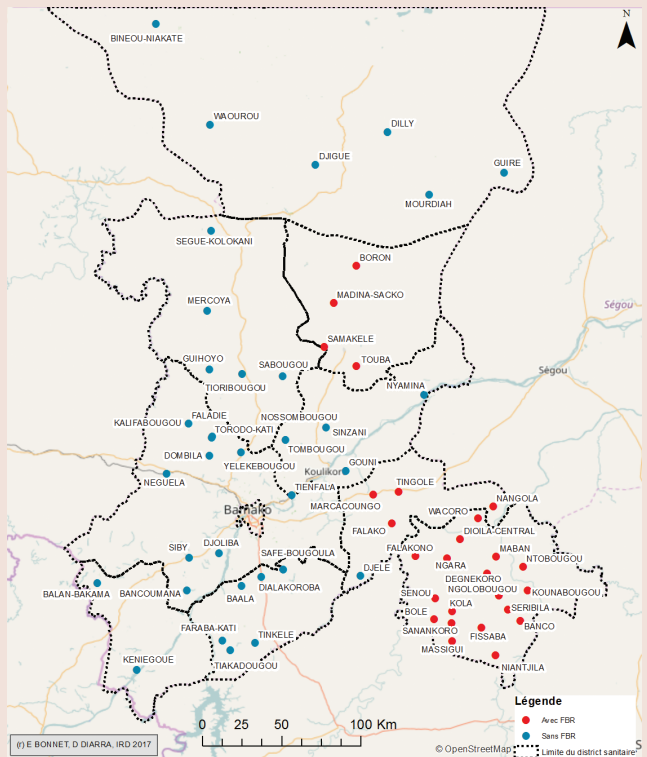 N
BINEOU-NIAKATE
WAOUROU
DILLY
DJIGUE
GUIRE
MOURDIAH
SEGUE-KOLOKANI
BORON
MADINA-SACKO
MERCOYA
Ségou
SAMAKELE
GUIHOYO
SABOUGOU
TOUBA
Ségou
TIORIBOUGOU
NYAMINA
FALADIE
NOSSOMBOUGOU
KALIFABOUGOU
TORODO-KATI
SINZANI
DOMBILA
TOMBOUGOU
YELEKEBOUGOU
GOUNI
Koulikor
NEGUELA
TIENFALA
TINGOLE
NANGOLA
MARCACOUNGO
Bamako
WACORO
FALAKO
DIOILA-CENTRAL
DJOLIBA
SIBY
SAFE-BOUGOULA
FALAKONO
MABAN
NTOBOUGOU
NGARA
DJELE
DEGNEKORO
BALAN-BAKAMA
BANCOUMANA
DIALAKOROBA
NGOLOBOUGOU
KOUNABOUGOU
BAALA
SENOU
KOLA
SERIBILA
BOLE
FARABA-KATI
BANCO
SANANKORO
TINKELE
FISSABA
MASSIGUI
KENIEGOUE
TIAKADOUGOU
NIANTJILA
Légende
Avec FBR
Sans FBR
Limite du district sanitaire
0 25 50 100 Km
(r) E BONNET, D DIARRA, IRD 2017
© OpenStreetMap